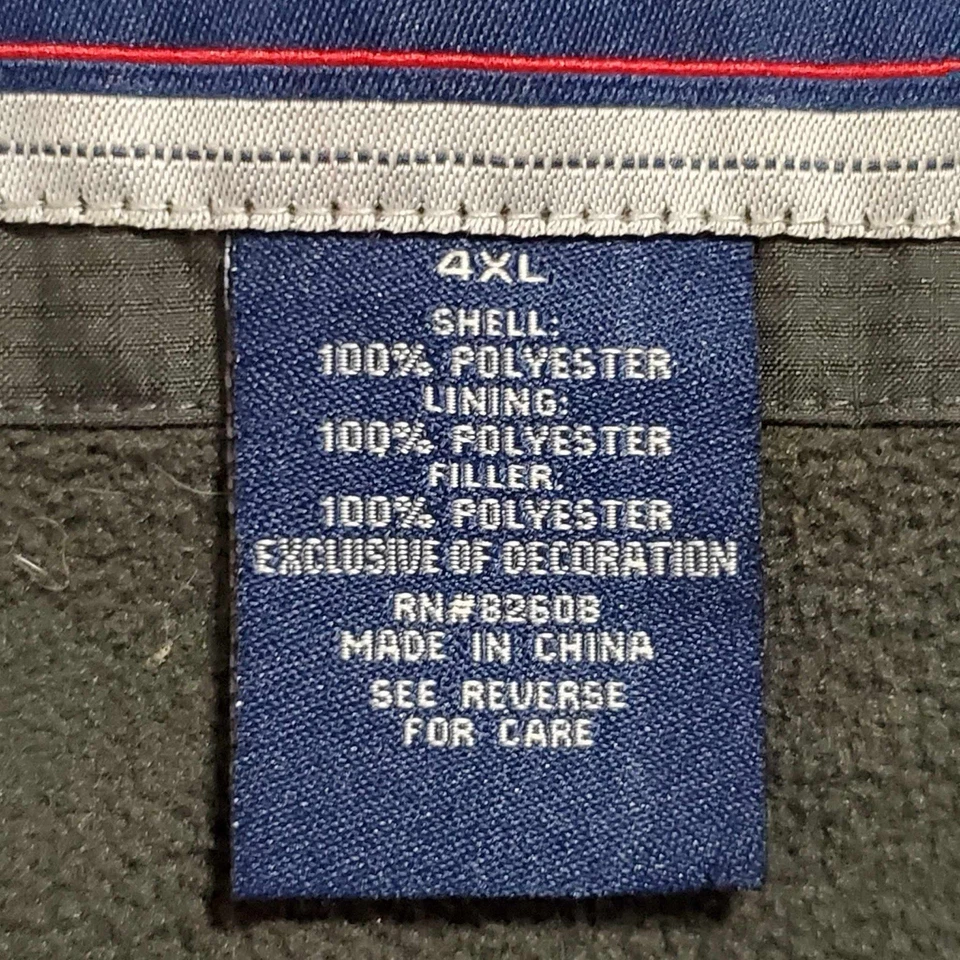 4XL
SHELL:
100% POLYESTER
LINING:
100% POLYESTER
FILLER:
100% POLYESTER
EXCLUSIVE OF DECORATION
RN#82608
MADE IN CHINA
SEE REVERSE
FOR CARE